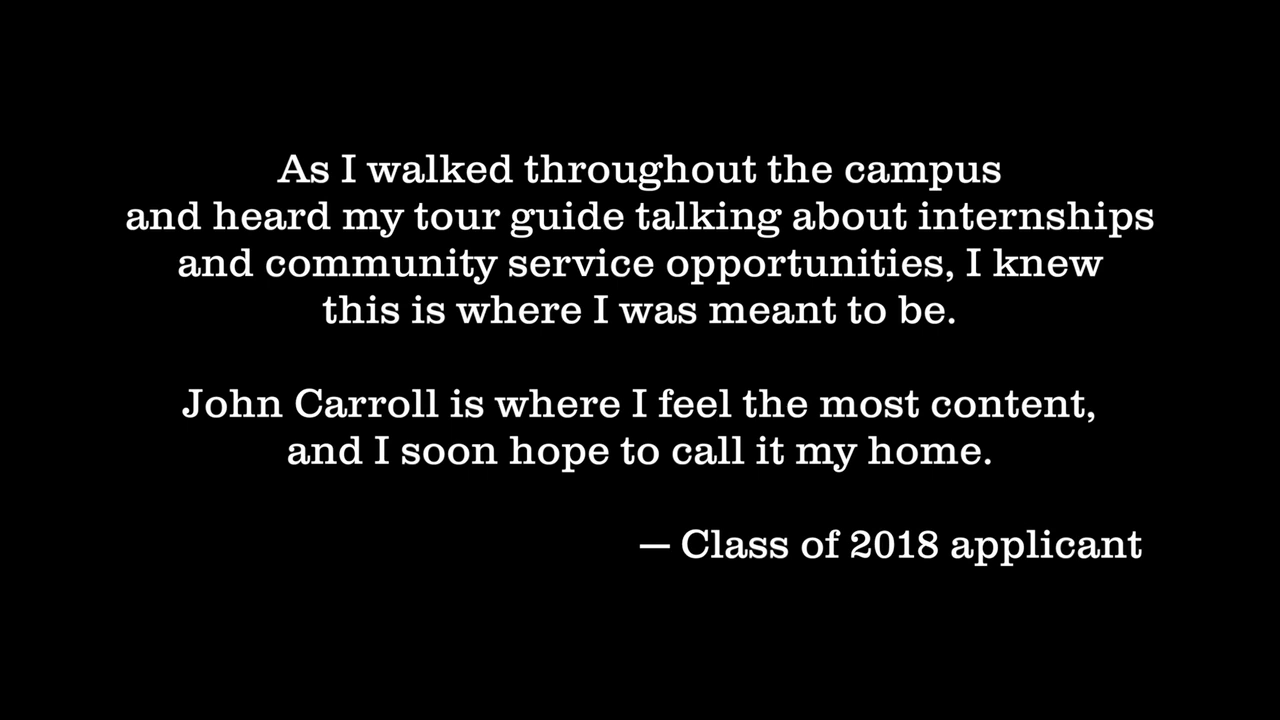 As I walked throughout the campus
and heard my tour guide talking about internships
and community service opportunities, I knew
this is where I was meant to be.
John Carroll is where I feel the most content,
and I soon hope to call it my home.
— Class of 2018 applicant